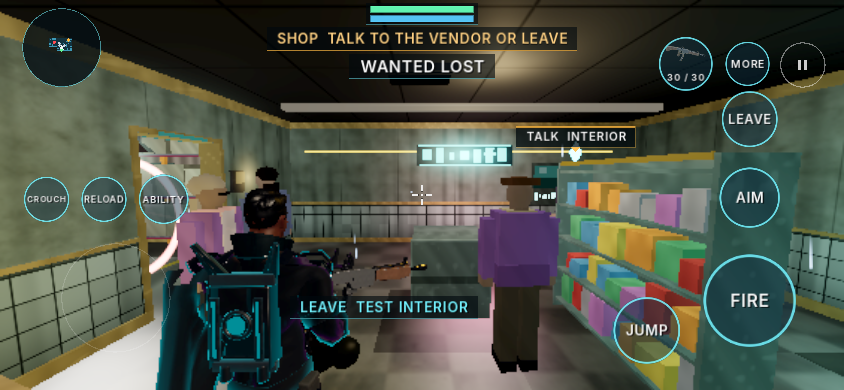 SHOP TALK TO THE VENDOR OR LEAVE
WANTED LOST
30 / 30
MORE
LEAVE
TALK INTERIOR
CROUCH
RELOAD
ABILITY
AIM
LEAVE TEST INTERIOR
FIRE
JUMP